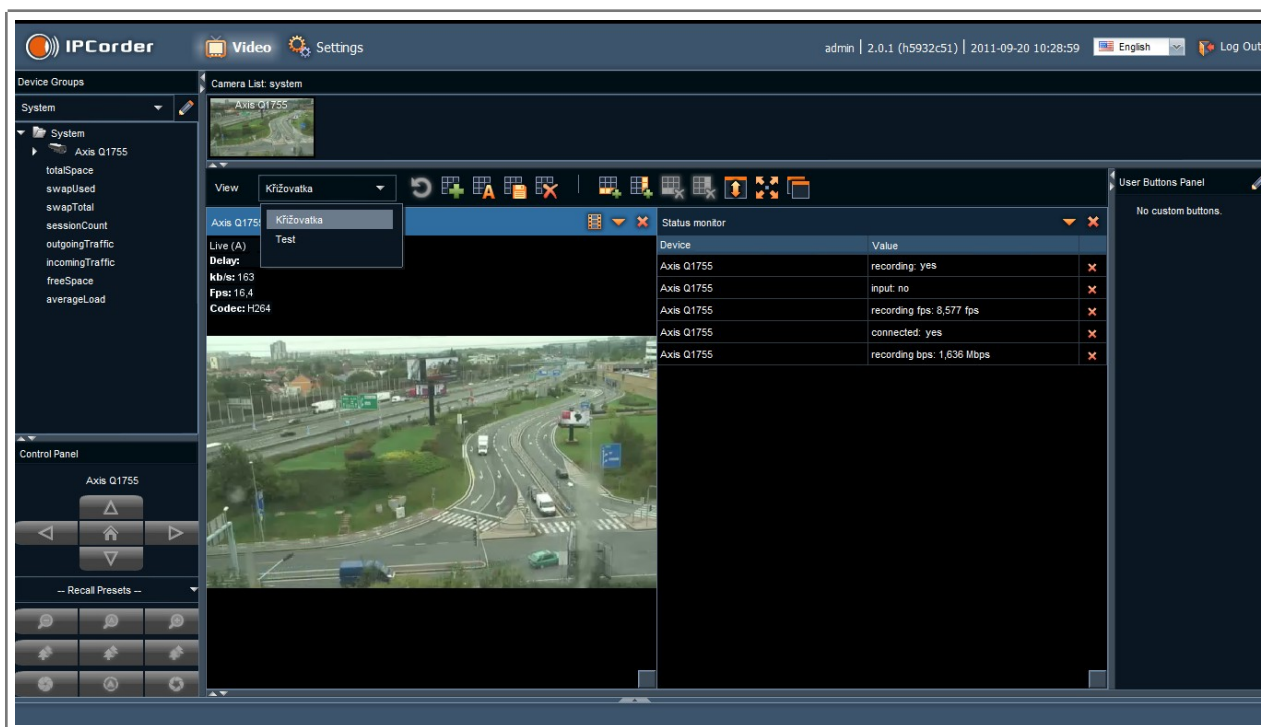 IPCorder
Video
Settings
admin | 2.0.1 (h5932c51) | 2011-09-20 10:28:59
English
Log Out
Device Groups
System
System
Axis Q1755
totalSpace
swapUsed
swapTotal
sessionCount
outgoingTraffic
incomingTraffic
freeSpace
averageLoad
Camera List: system
Axis Q1755
View
Křižovatka
Křižovatka
Test
Axis Q1755
Live (A)
Delay:
kb/s: 163
Fps: 16,4
Codec: H264
Status monitor
Device Value
Axis Q1755 recording: yes
Axis Q1755 input: no
Axis Q1755 recording fps: 8,577 fps
Axis Q1755 connected: yes
Axis Q1755 recording bps: 1,636 Mbps
User Buttons Panel
No custom buttons.
Control Panel
Axis Q1755
-- Recall Presets --